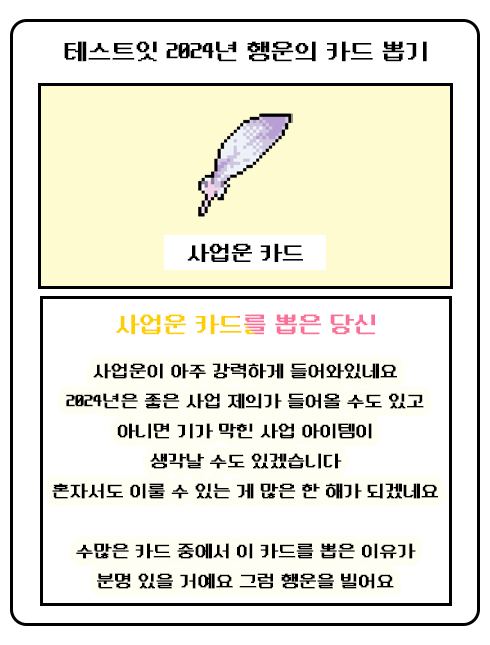 테스트잇 2024년 행운의 카드 뽑기
사업운 카드
사업운 카드를 뽑은 당신
사업운이 아주 강력하게 들어와있네요
2024년은 좋은 사업 제의가 들어올 수도 있고
아니면 기가 막힌 사업 아이템이
생각날 수도 있겠습니다
혼자서도 이룰 수 있는 게 많은 한 해가 되겠네요
수많은 카드 중에서 이 카드를 뽑은 이유가
분명 있을 거예요 그럼 행운을 빌어요